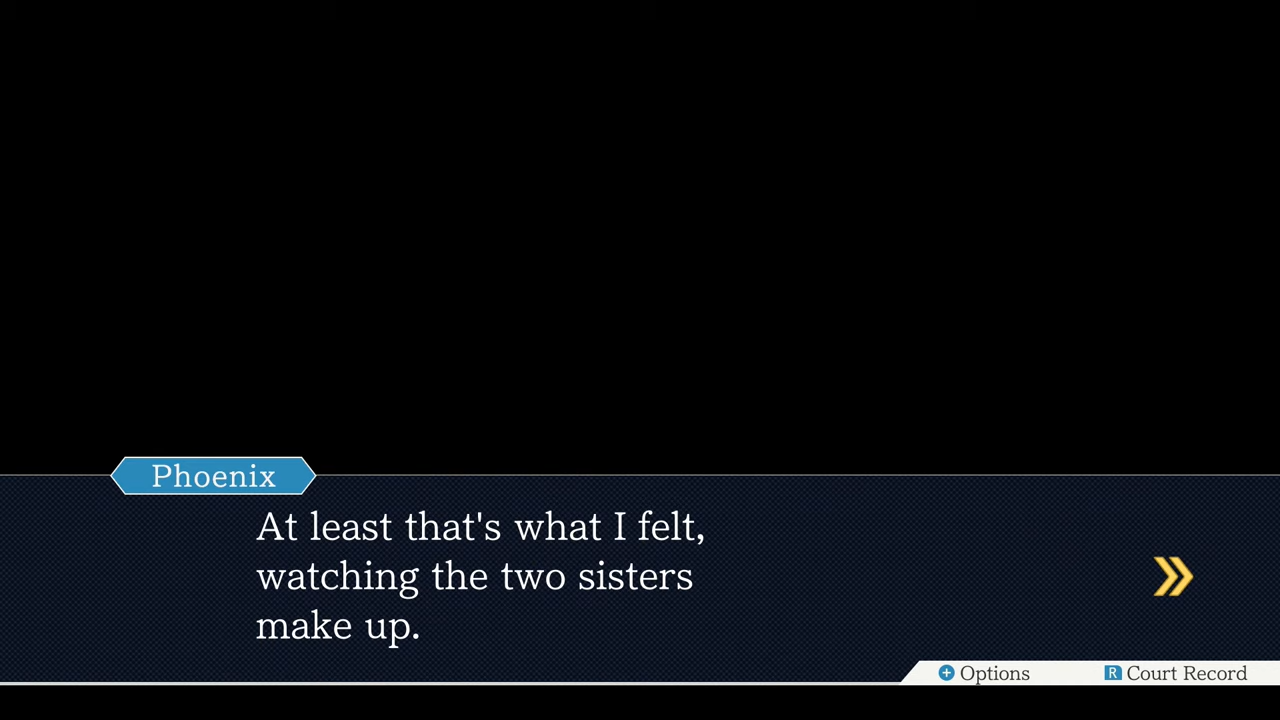 Phoenix
At least that's what I felt,
watching the two sisters
make up.
+ Options
R Court Record